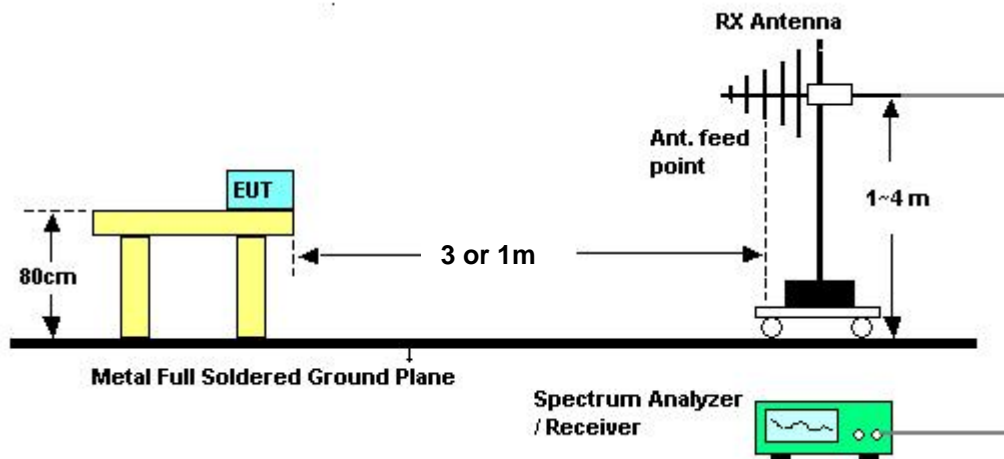 RX Antenna
Ant. feed
point
EUT
1~4 m
3 or 1m
80cm
Metal Full Soldered Ground Plane
Spectrum Analyzer
/ Receiver